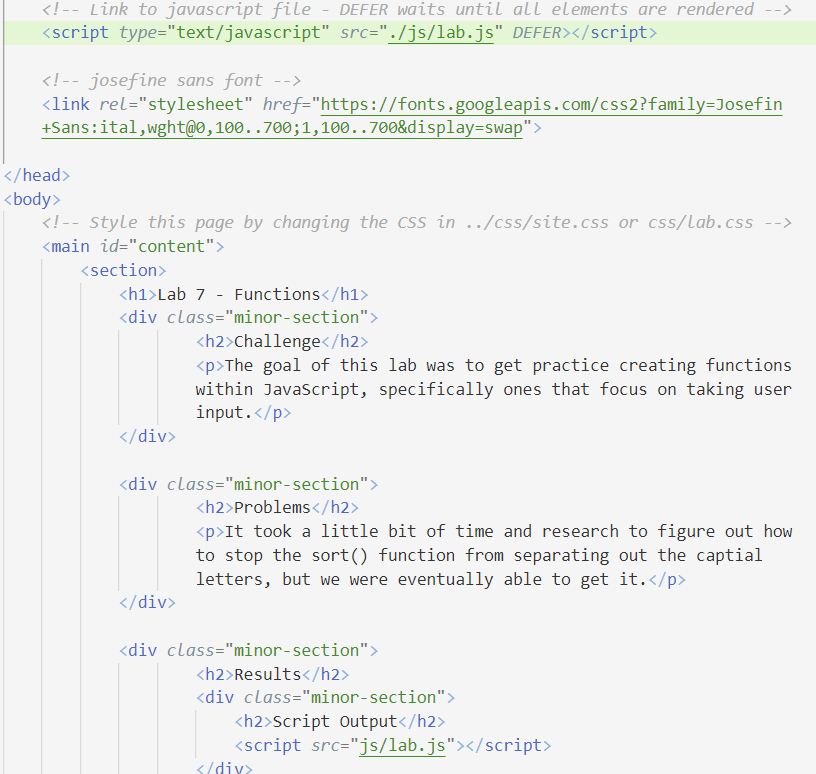 <!-- Link to javascript file - DEFER waits until all elements are rendered -->
<script type="text/javascript" src="./js/lab.js" DEFER></script>
<!-- josefine sans font -->
<link rel="stylesheet" href="https://fonts.googleapis.com/css2?family=Josefin
+Sans:ital,wght@0,100..700;1,100..700&display=swap">
</head>
<body>
<!-- Style this page by changing the CSS in ../css/site.css or css/lab.css -->
<main id="content">
<section>
<h1>Lab 7 - Functions</h1>
<div class="minor-section">
<h2>Challenge</h2>
<p>The goal of this lab was to get practice creating functions
within JavaScript, specifically ones that focus on taking user
input.</p>
</div>
<div class="minor-section">
<h2>Problems</h2>
<p>It took a little bit of time and research to figure out how
to stop the sort() function from separating out the captial
letters, but we were eventually able to get it.</p>
</div>
<div class="minor-section">
<h2>Results</h2>
<div class="minor-section">
<h2>Script Output</h2>
<script src="js/lab.js"></script>
</div>